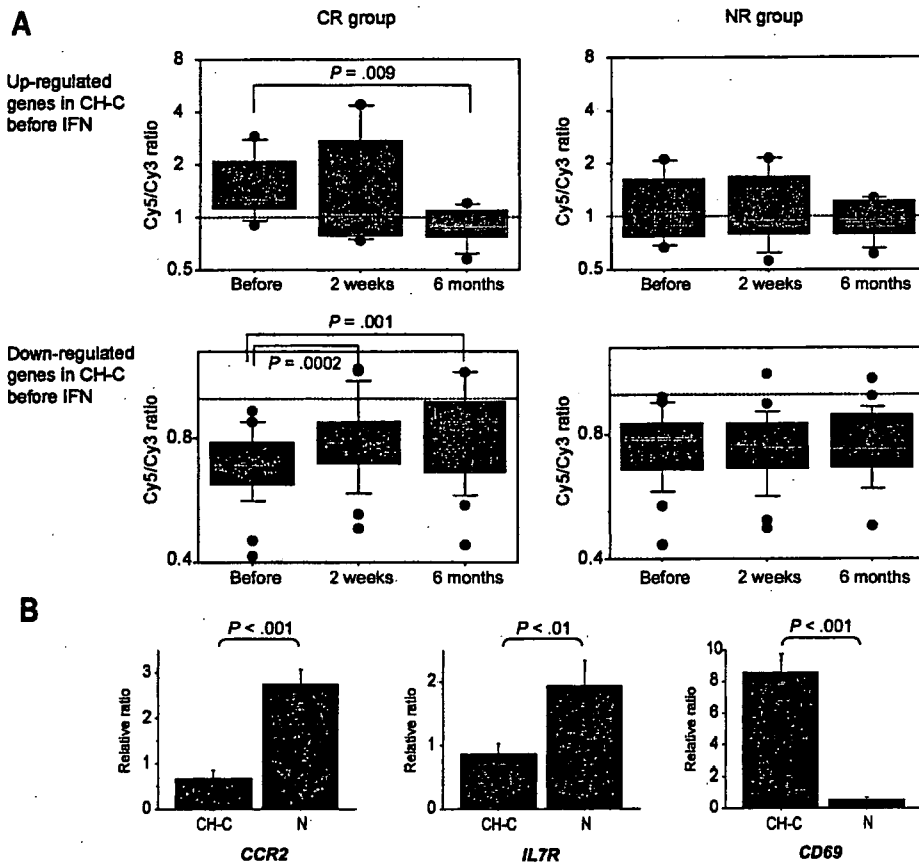 A
CR group
NR group
Up-regulated
genes in CH-C
before IFN
Cy5/Cy3 ratio
8
4
2
1
0.5
P = .009
Before
2 weeks
6 months
Cy5/Cy3 ratio
8
4
2
1
0.5
Before
2 weeks
6 months
Down-regulated
genes in CH-C
before IFN
Cy5/Cy3 ratio
0.8
0.4
P = .001
P = .0002
Before
2 weeks
6 months
Cy5/Cy3 ratio
0.8
0.4
Before
2 weeks
6 months
B
P < .001
Relative ratio
3
2
1
0
CH-C
N
CCR2
P < .01
Relative ratio
2
1
0
CH-C
N
IL7R
P < .001
Relative ratio
10
8
6
4
2
0
CH-C
N
CD69